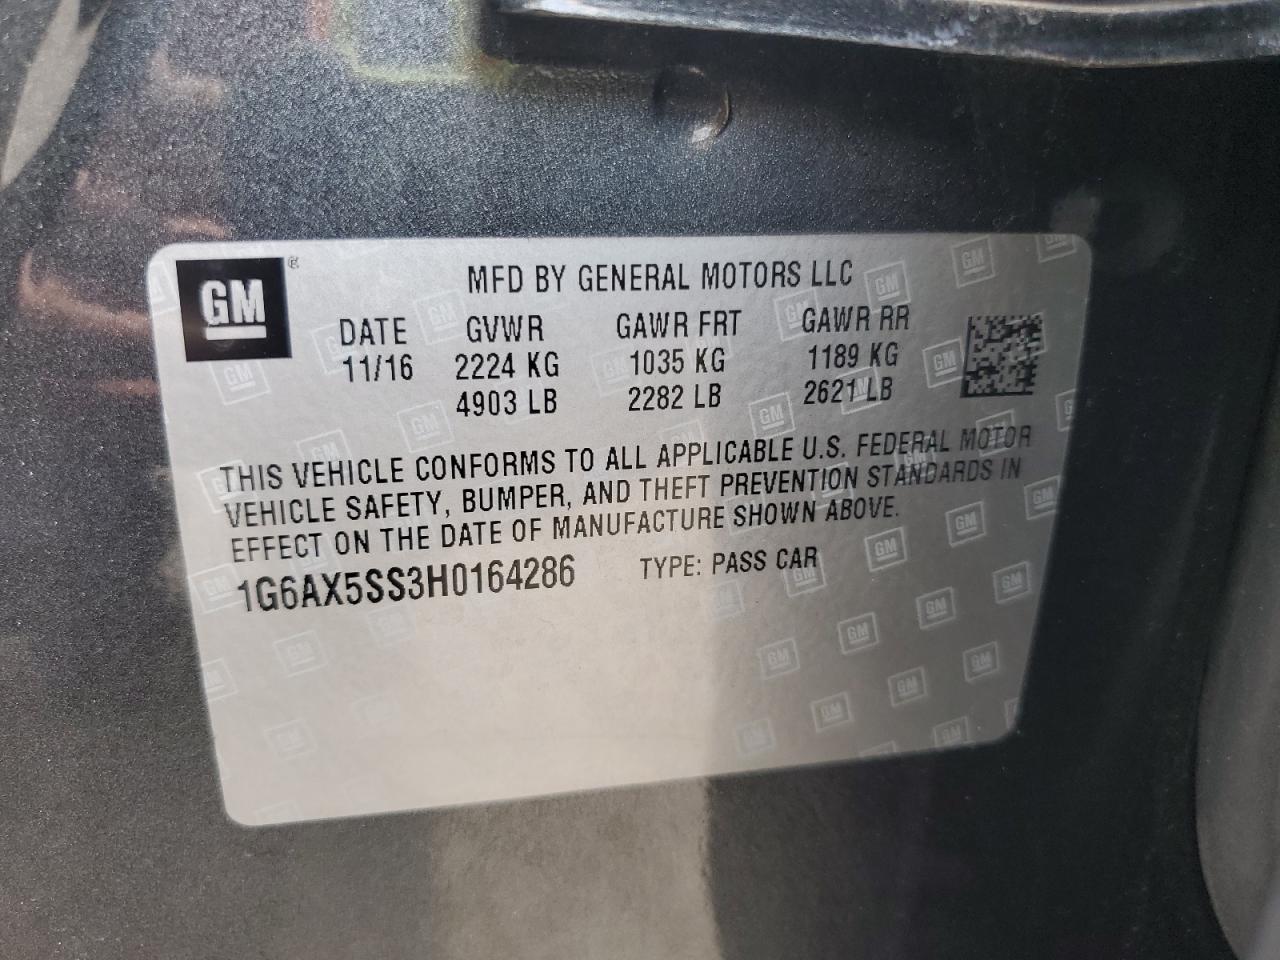 GM ® MFD BY GENERAL MOTORS LLC
DATE GVWR GAWR FRT GAWR RR
11/16 2224 KG 1035 KG 1189 KG
4903 LB 2282 LB 2621 LB
THIS VEHICLE CONFORMS TO ALL APPLICABLE U.S. FEDERAL MOTOR
VEHICLE SAFETY, BUMPER, AND THEFT PREVENTION STANDARDS IN
EFFECT ON THE DATE OF MANUFACTURE SHOWN ABOVE.
1G6AX5SS3H0164286 TYPE: PASS CAR